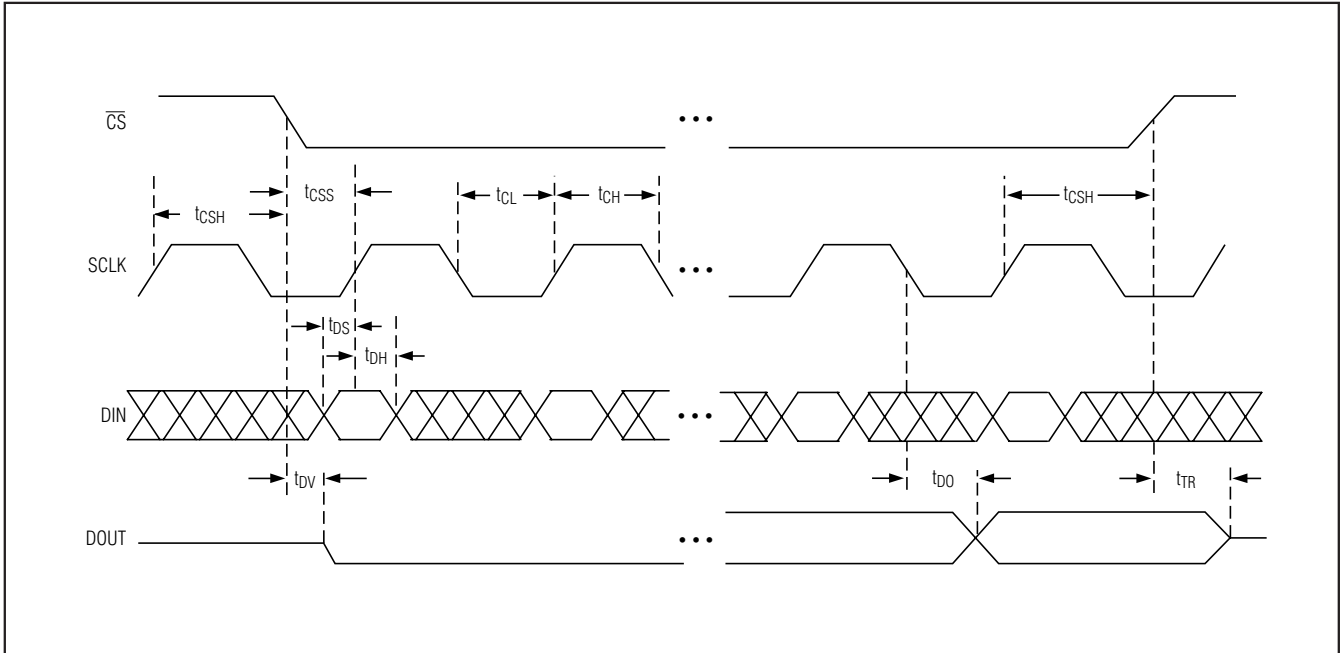 CS
tCSS
tCL
tCH
tCSH
tCSH
SCLK
tDS
tDH
DIN
tDV
tDO
tTR
DOUT